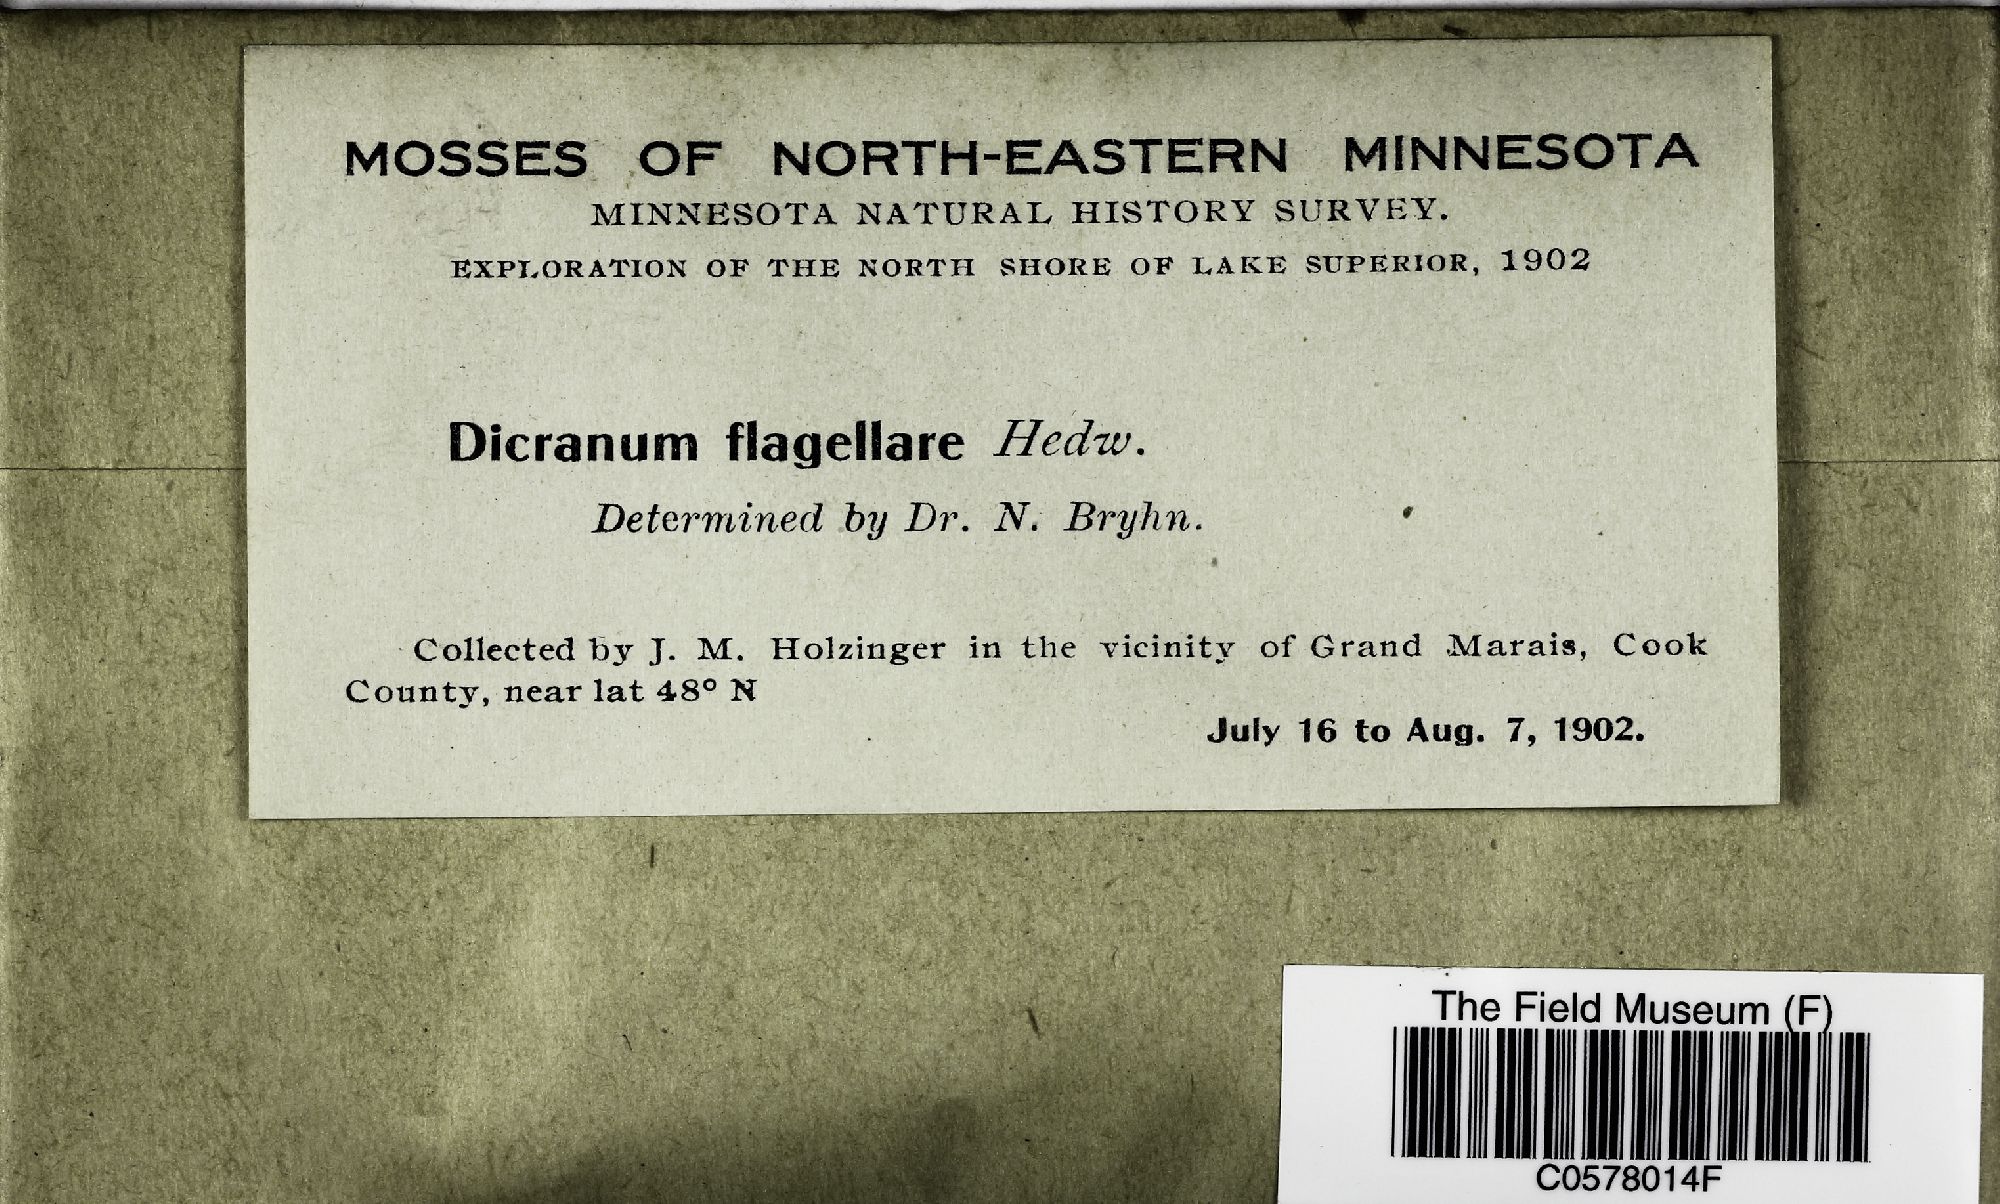 MOSSES OF NORTH-EASTERN MINNESOTA
MINNESOTA NATURAL HISTORY SURVEY.
EXPLORATION OF THE NORTH SHORE OF LAKE SUPERIOR, 1902
Dicranum flagellare Hedw.
Determined by Dr. N. Bryhn.
Collected by J. M. Holzinger in the vicinity of Grand Marais, Cook
County, near lat 48° N
July 16 to Aug. 7, 1902.
The Field Museum (F)
C0578014F